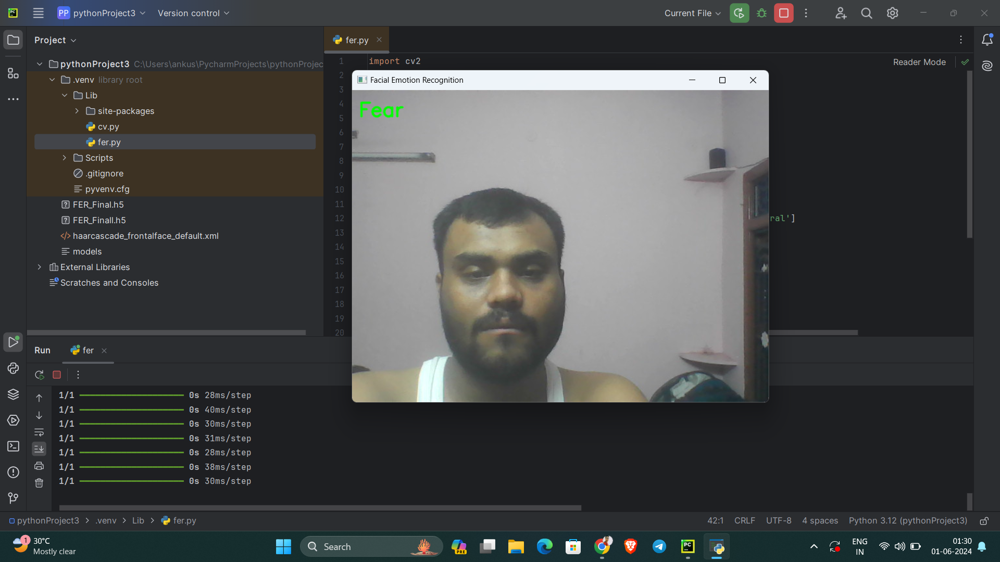 PC
PP pythonProject3
Version control
Current File
Project
fer.py
pythonProject3 C:\Users\ankus\PycharmProjects\pythonProjec
.venv library root
Lib
site-packages
cv.py
fer.py
Scripts
.gitignore
pyvenv.cfg
FER_Final.h5
FER_Finall.h5
haarcascade_frontalface_default.xml
models
External Libraries
Scratches and Consoles
1 import cv2
Reader Mode
2
3
4
5
6
7
8
9
10
11
12 ral']
13
14
15
16
17
18
19
20
Facial Emotion Recognition
Fear
Run
fer
1/1 0s 28ms/step
1/1 0s 40ms/step
1/1 0s 30ms/step
1/1 0s 31ms/step
1/1 0s 28ms/step
1/1 0s 38ms/step
1/1 0s 30ms/step
pythonProject3 > .venv > Lib > fer.py
42:1 CRLF UTF-8 4 spaces Python 3.12 (pythonProject3)
1
30°C
Mostly clear
Search
PRE
PC
ENG
IN
01:30
01-06-2024